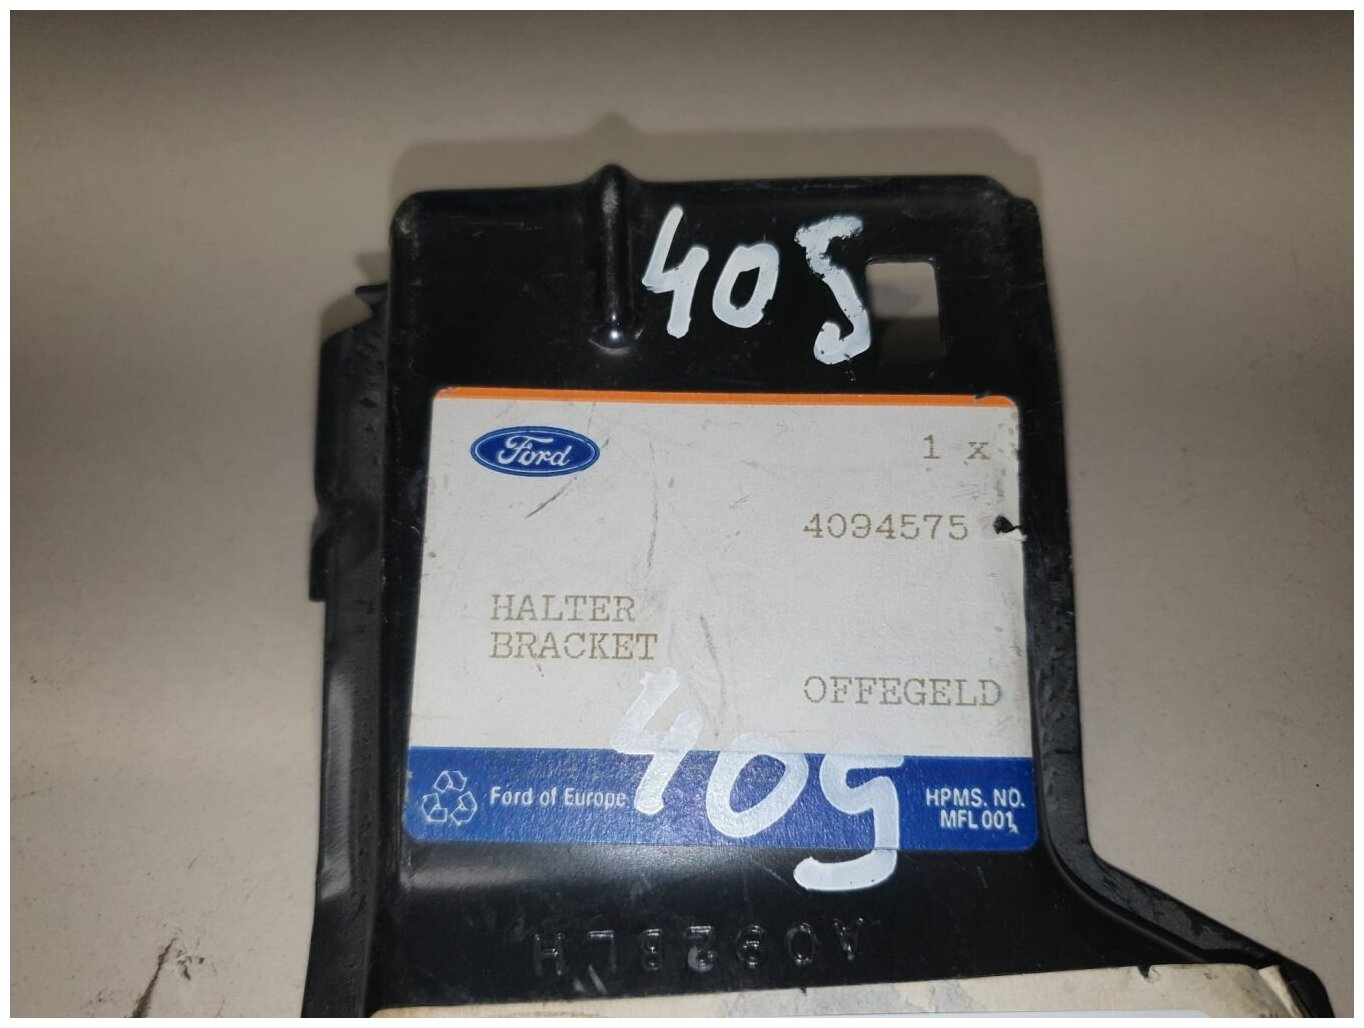 405
Ford
1 x
4094575
HALTER
BRACKET
OFFEGELD
405
Ford of Europe
HPMS. NO.
MFL 001